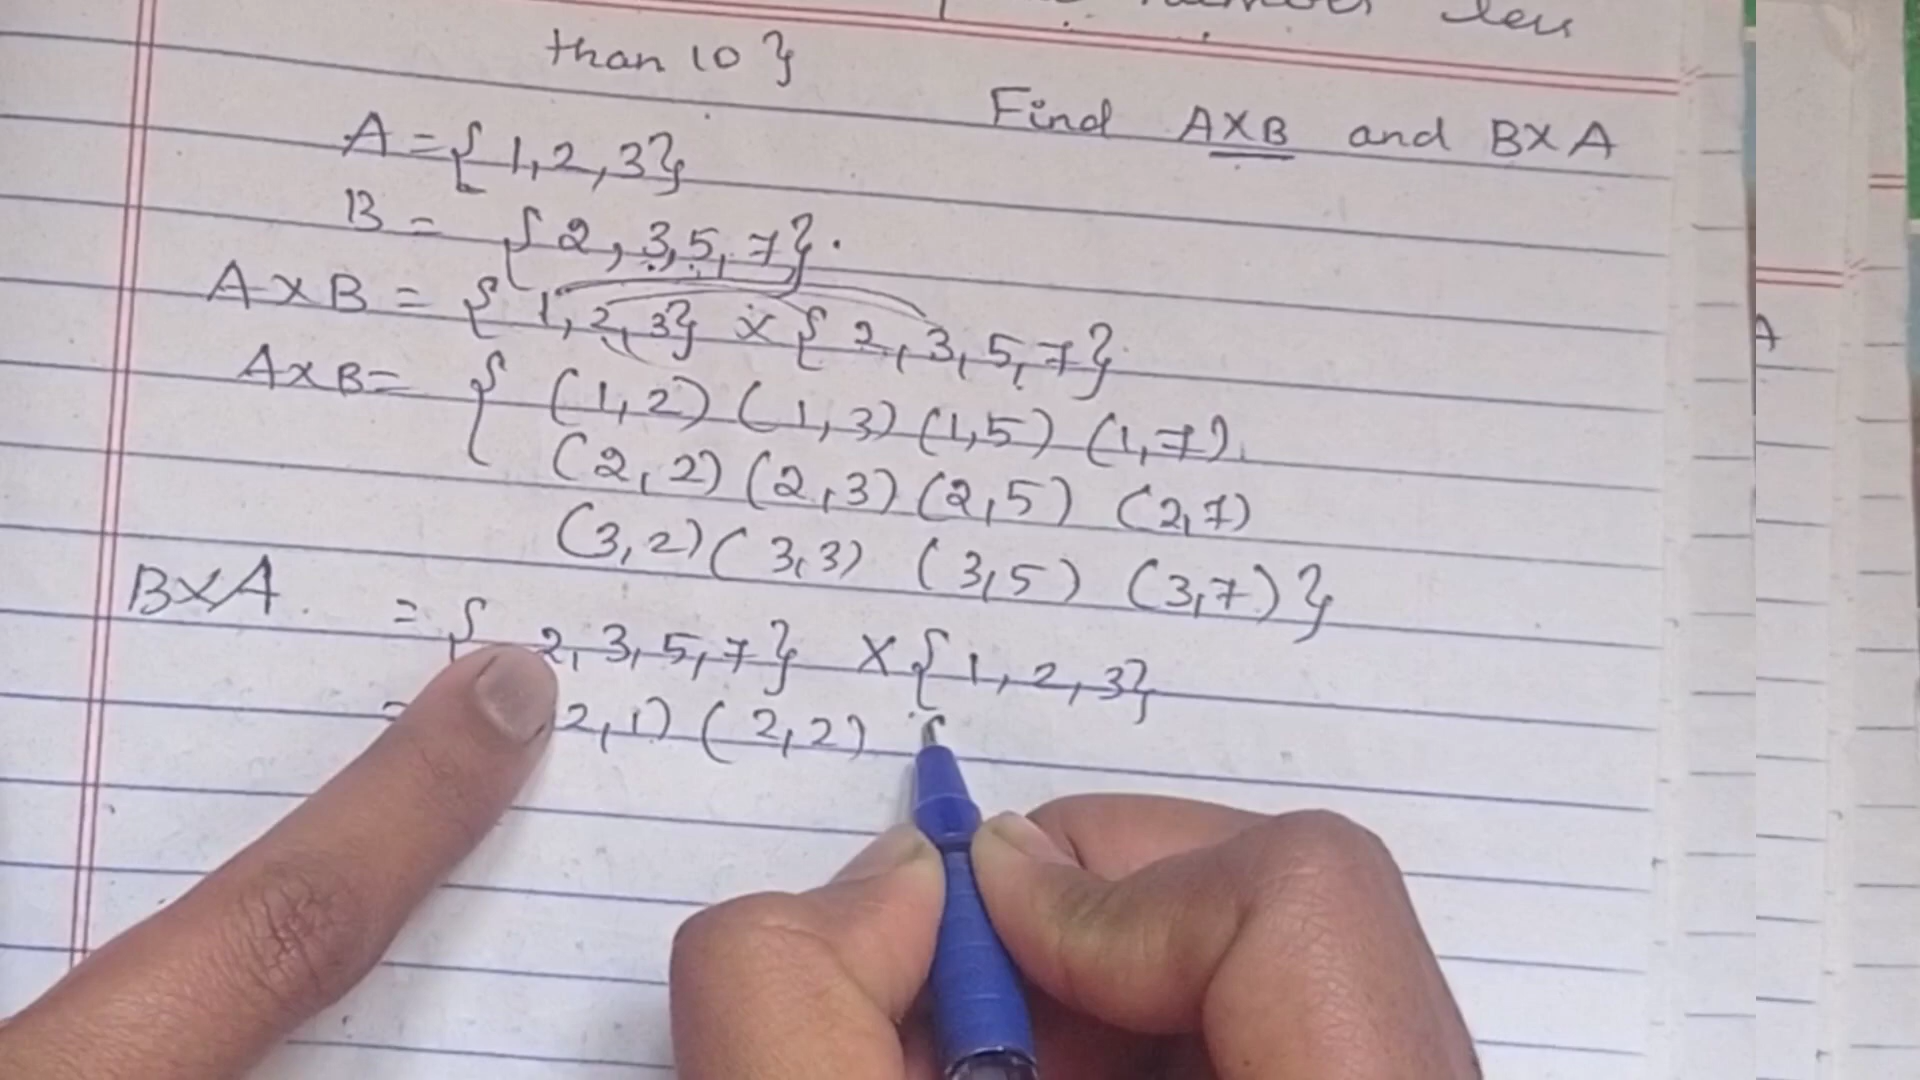 number less
than 10 }
Find A×B and B×A
A = { 1, 2, 3}
B = { 2, 3, 5, 7}.
A×B = { 1, 2, 3} × { 2, 3, 5, 7}
A×B = { (1, 2) (1, 3) (1, 5) (1, 7).
(2, 2) (2, 3) (2, 5) (2, 7)
(3, 2) (3, 3) (3, 5) (3, 7) }
B×A = { 2, 3, 5, 7} × { 1, 2, 3}
= 2, 1) (2, 2) (
A